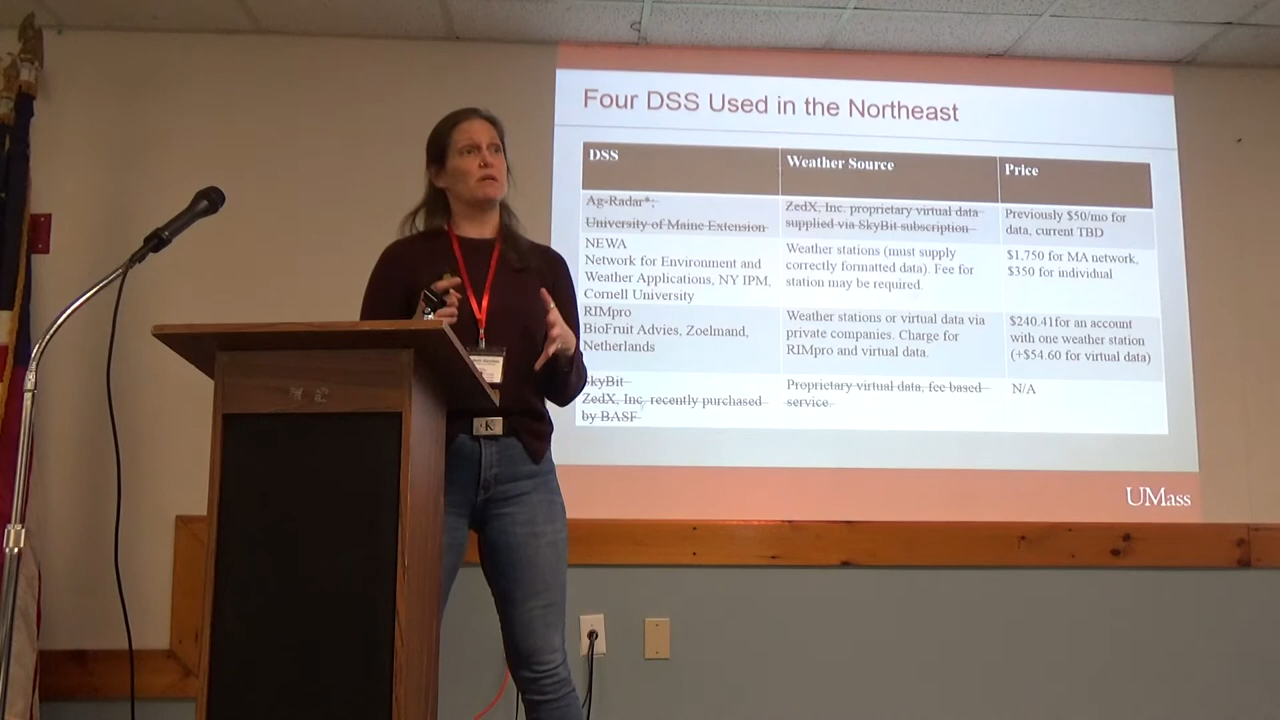 Four DSS Used in the Northeast
DSS
Weather Source
Price
Ag-Radar*;
University of Maine Extension
ZedX, Inc. proprietary virtual data
supplied via SkyBit subscription
Previously $50/mo for
data, current TBD
NEWA
Network for Environment and
Weather Applications, NY IPM,
Cornell University
Weather stations (must supply
correctly formatted data). Fee for
station may be required.
$1,750 for MA network,
$350 for individual
RIMpro
BioFruit Advies, Zoelmand,
Netherlands
Weather stations or virtual data via
private companies. Charge for
RIMpro and virtual data.
$240.41for an account
with one weather station
(+$54.60 for virtual data)
SkyBit
ZedX, Inc, recently purchased
by BASF
Proprietary virtual data, fee based
service.
N/A
UMass
K